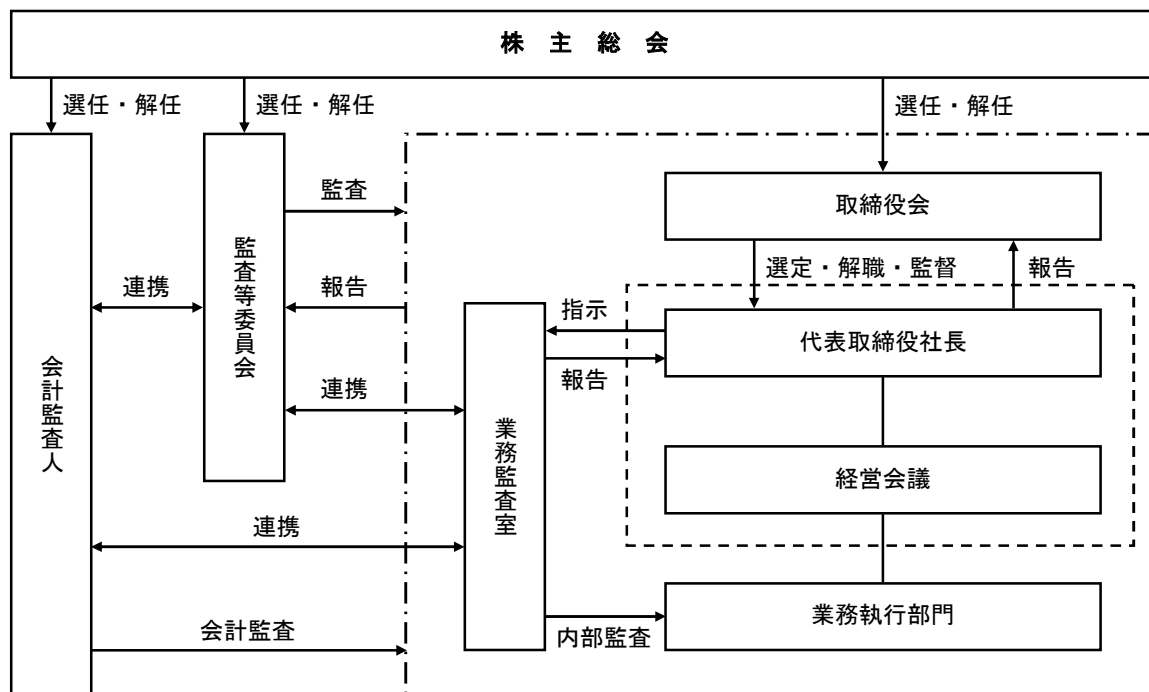 株 主 総 会
選任・解任
選任・解任
選任・解任
監査
取締役会
監査等委員会
選定・解職・監督
報告
連携
報告
指示
代表取締役社長
会計監査人
報告
連携
業務監査室
経営会議
連携
業務執行部門
会計監査
内部監査